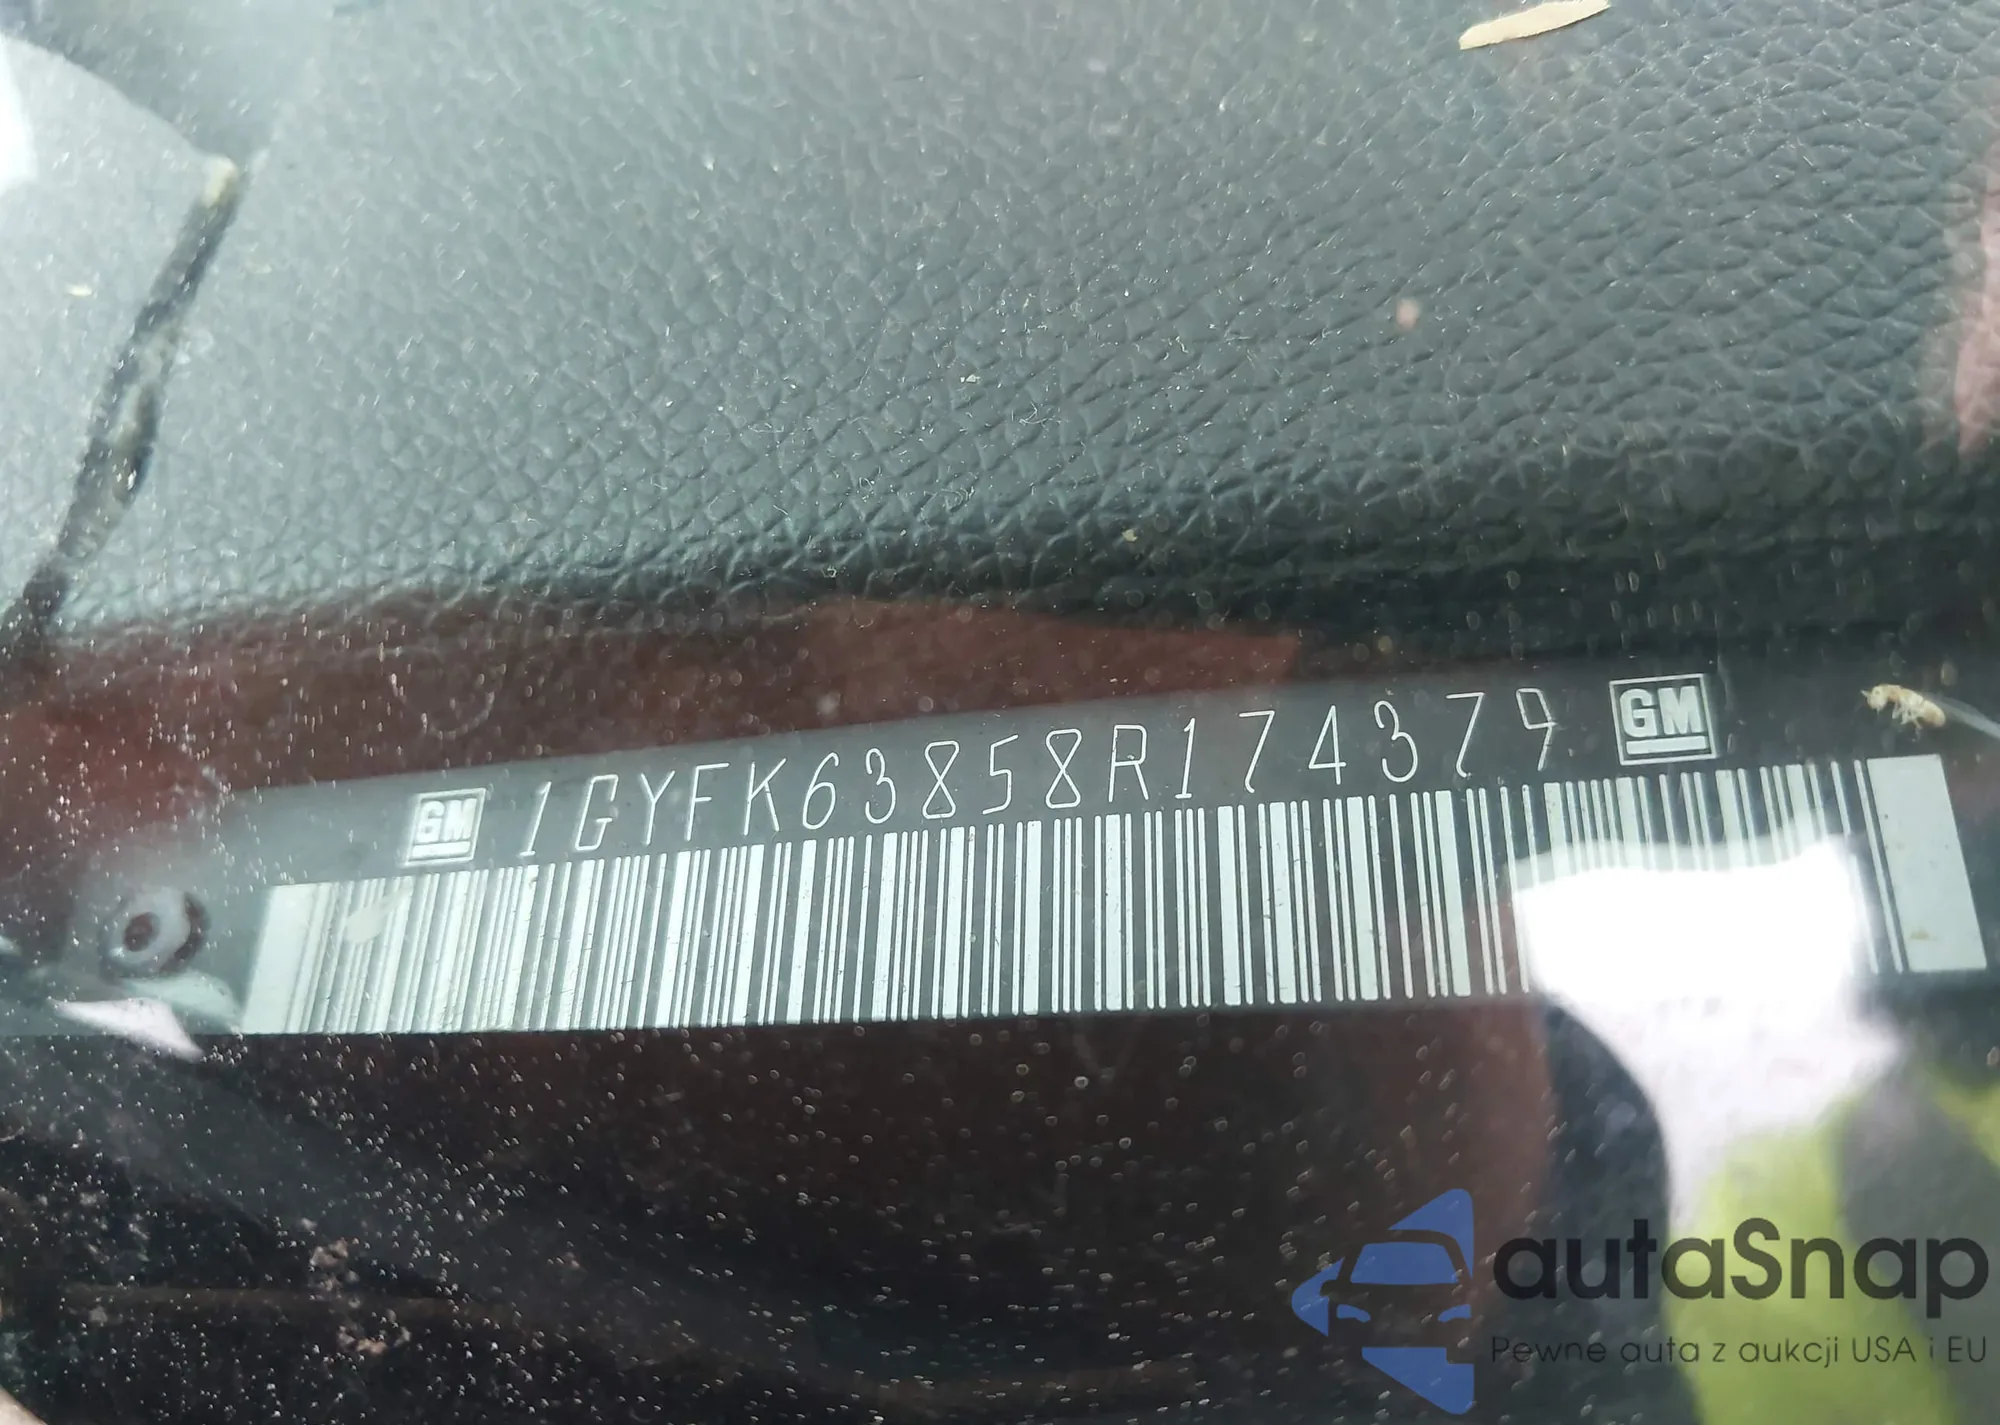 GM 1GYFK63858R174379 GM
autaSnap
Pewne auta z aukcji USA i EU